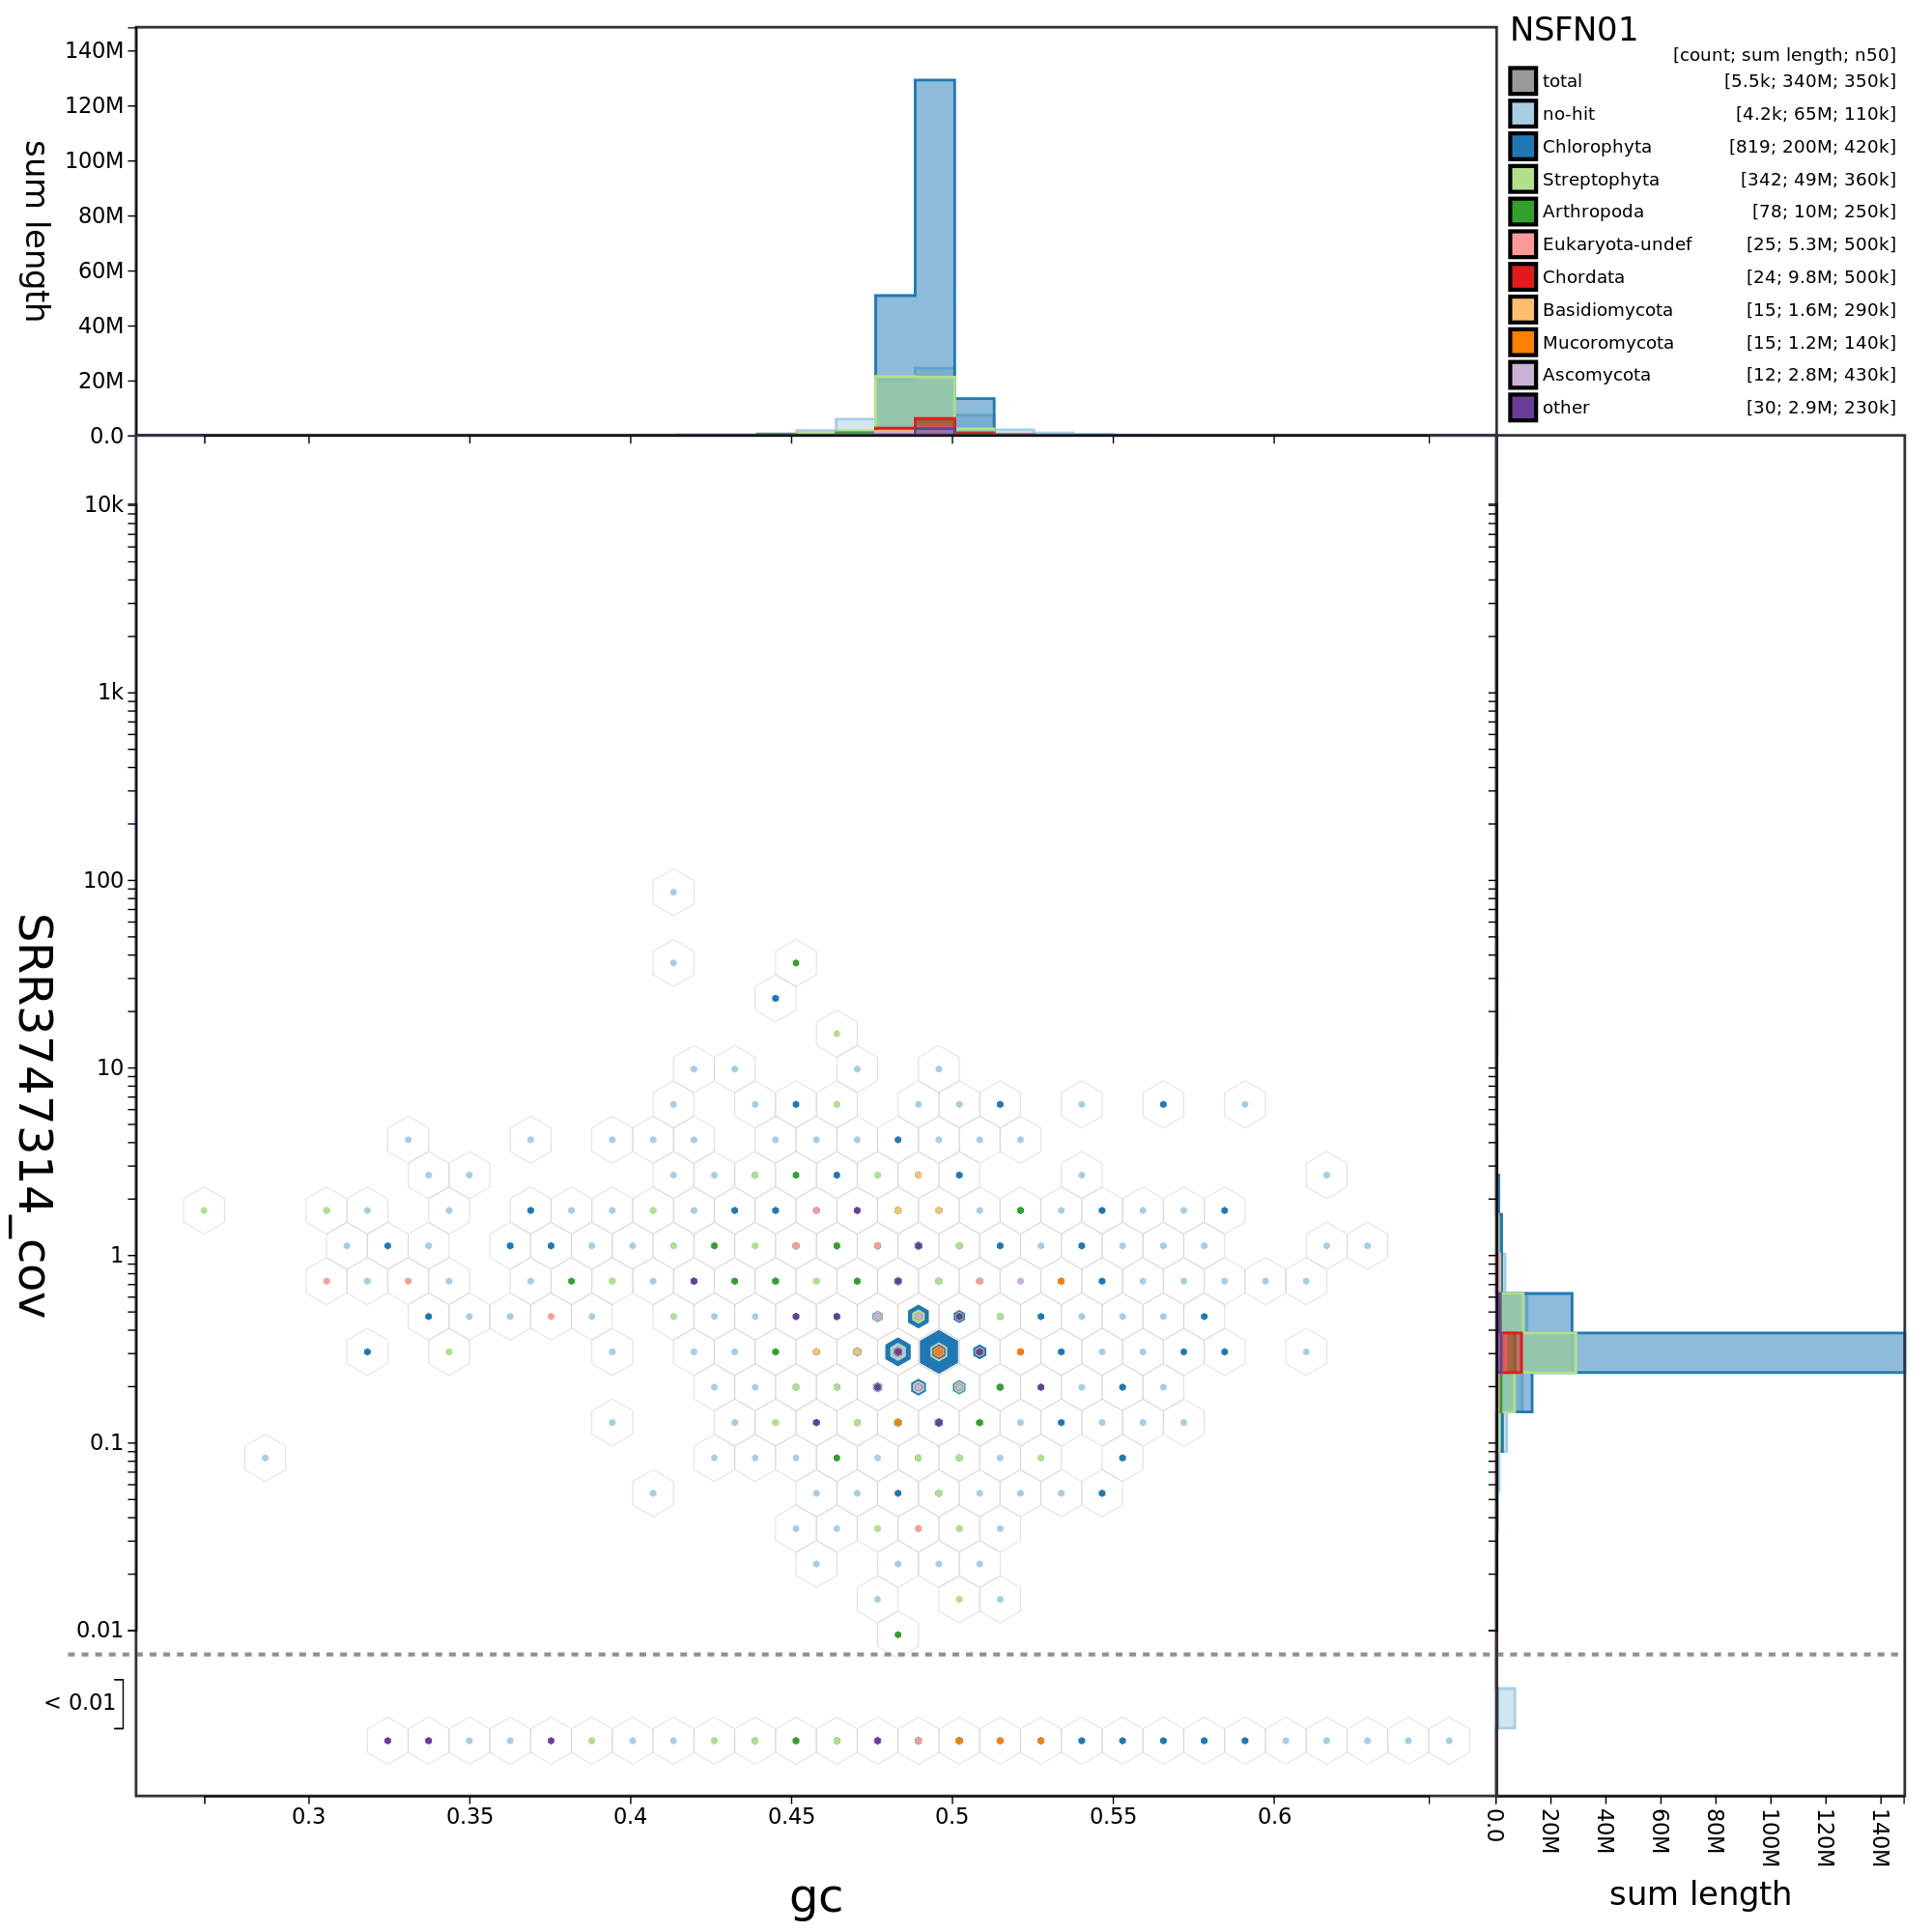 NSFN01
[count; sum length; n50]
total [5.5k; 340M; 350k]
no-hit [4.2k; 65M; 110k]
Chlorophyta [819; 200M; 420k]
Streptophyta [342; 49M; 360k]
Arthropoda [78; 10M; 250k]
Eukaryota-undef [25; 5.3M; 500k]
Chordata [24; 9.8M; 500k]
Basidiomycota [15; 1.6M; 290k]
Mucoromycota [15; 1.2M; 140k]
Ascomycota [12; 2.8M; 430k]
other [30; 2.9M; 230k]
sum length
140M
120M
100M
80M
60M
40M
20M
0.0
SRR3747314_cov
10k
1k
100
10
1
0.1
0.01
< 0.01
0.3 0.35 0.4 0.45 0.5 0.55 0.6
gc
0.0 20M 40M 60M 80M 100M 120M 140M
sum length